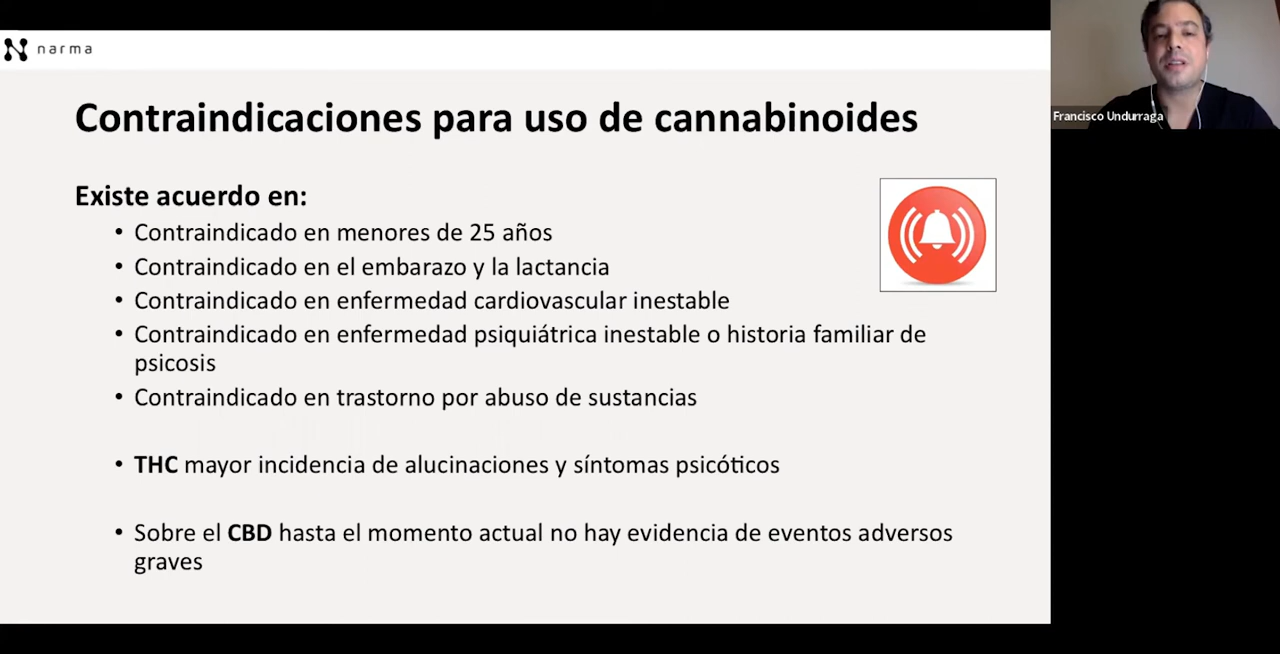 narma
Contraindicaciones para uso de cannabinoides
Existe acuerdo en:
• Contraindicado en menores de 25 años
• Contraindicado en el embarazo y la lactancia
• Contraindicado en enfermedad cardiovascular inestable
• Contraindicado en enfermedad psiquiátrica inestable o historia familiar de
psicosis
• Contraindicado en trastorno por abuso de sustancias
• THC mayor incidencia de alucinaciones y síntomas psicóticos
• Sobre el CBD hasta el momento actual no hay evidencia de eventos adversos
graves
Francisco Undurraga